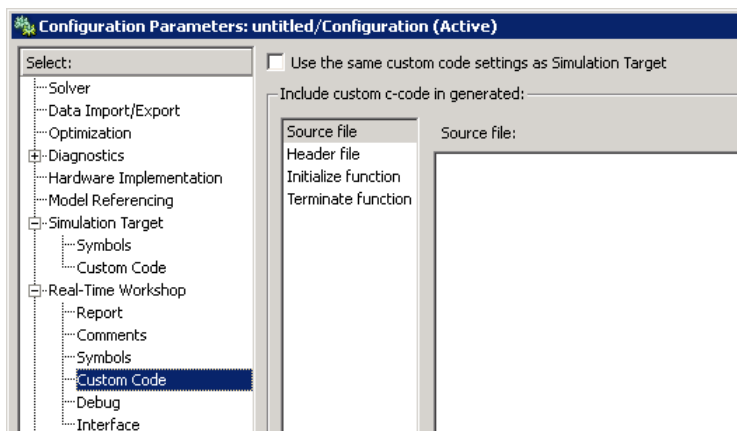 Configuration Parameters: untitled/Configuration (Active)
Select:
Solver
Data Import/Export
Optimization
Diagnostics
Hardware Implementation
Model Referencing
Simulation Target
Symbols
Custom Code
Real-Time Workshop
Report
Comments
Symbols
Custom Code
Debug
Interface
Use the same custom code settings as Simulation Target
Include custom c-code in generated:
Source file
Header file
Initialize function
Terminate function
Source file: